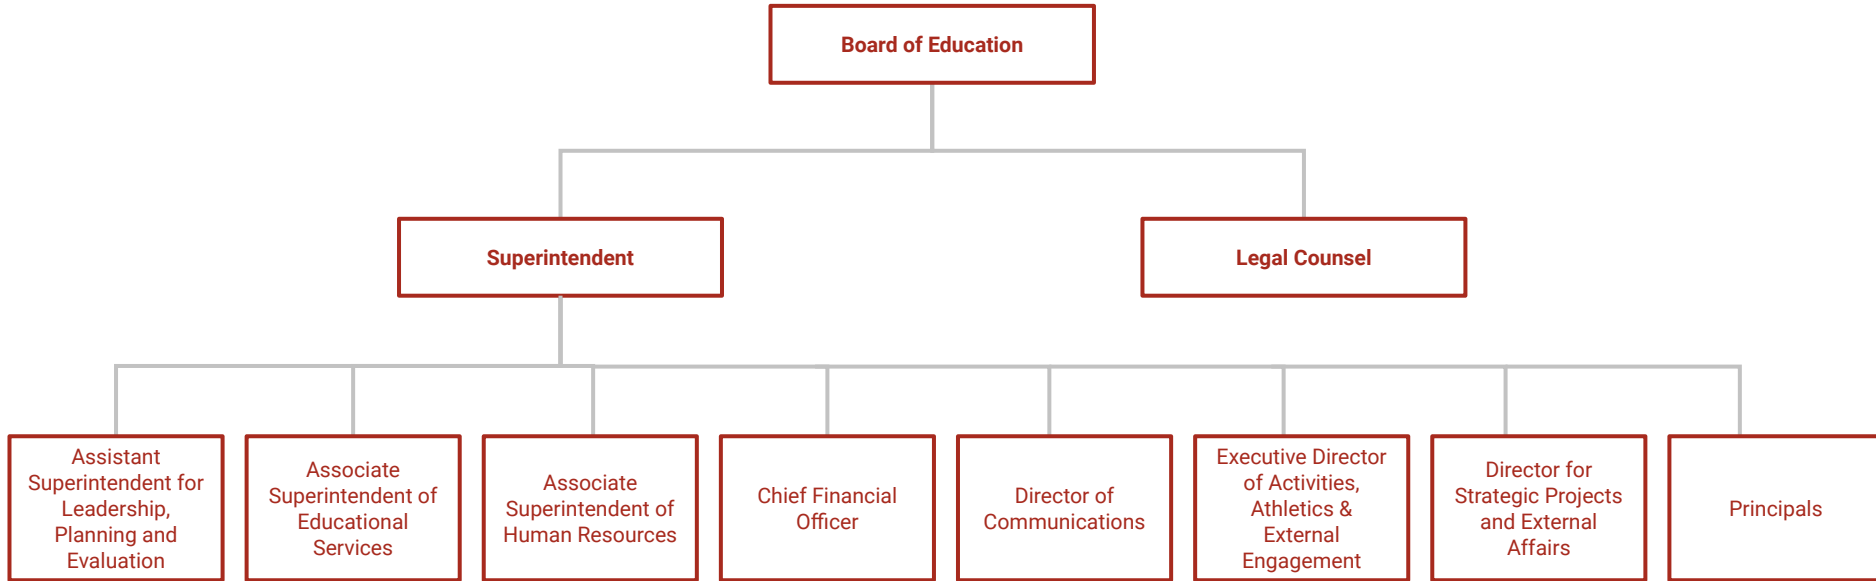 Board of Education
Superintendent
Legal Counsel
Assistant
Superintendent for
Leadership,
Planning and
Evaluation
Associate
Superintendent of
Educational
Services
Associate
Superintendent of
Human Resources
Chief Financial
Officer
Director of
Communications
Executive Director
of Activities,
Athletics &
External
Engagement
Director for
Strategic Projects
and External
Affairs
Principals